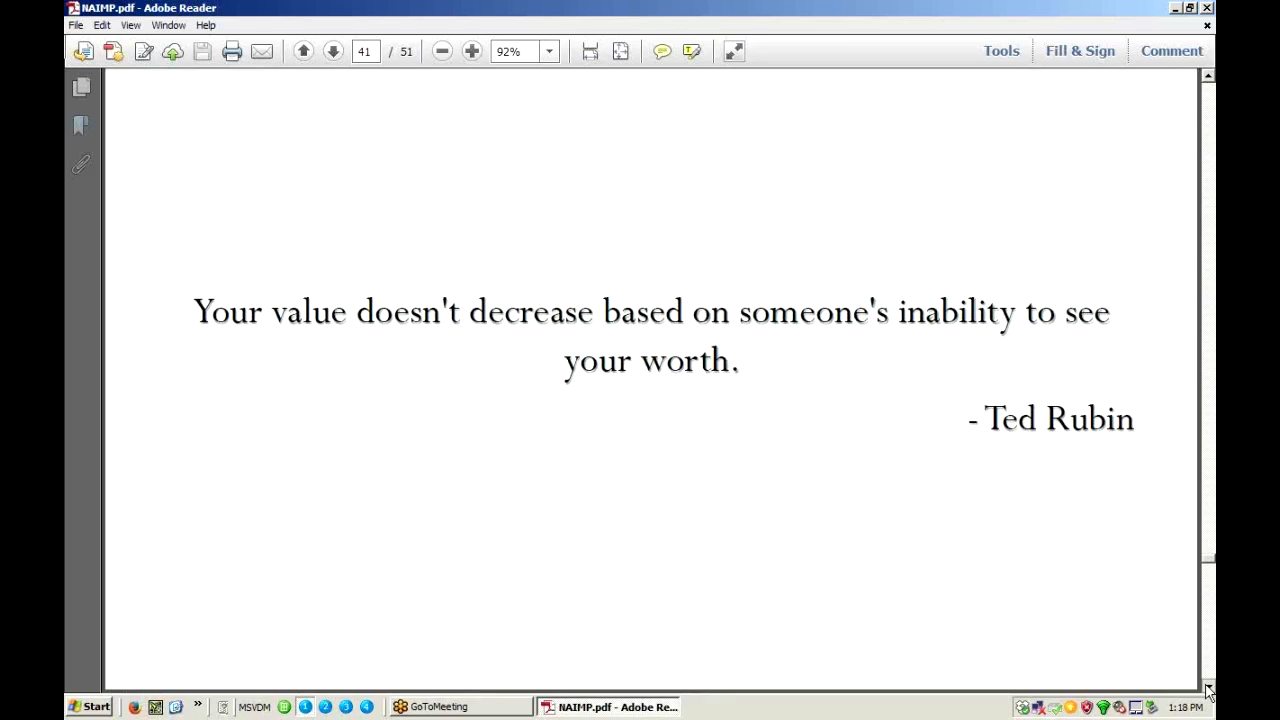 NAIMP.pdf - Adobe Reader
File Edit View Window Help
41 / 51 92% Tools Fill & Sign Comment
Your value doesn't decrease based on someone's inability to see
your worth.
- Ted Rubin
Start MSVDM 1 2 3 4 GoToMeeting NAIMP.pdf - Adobe Re... 1:18 PM